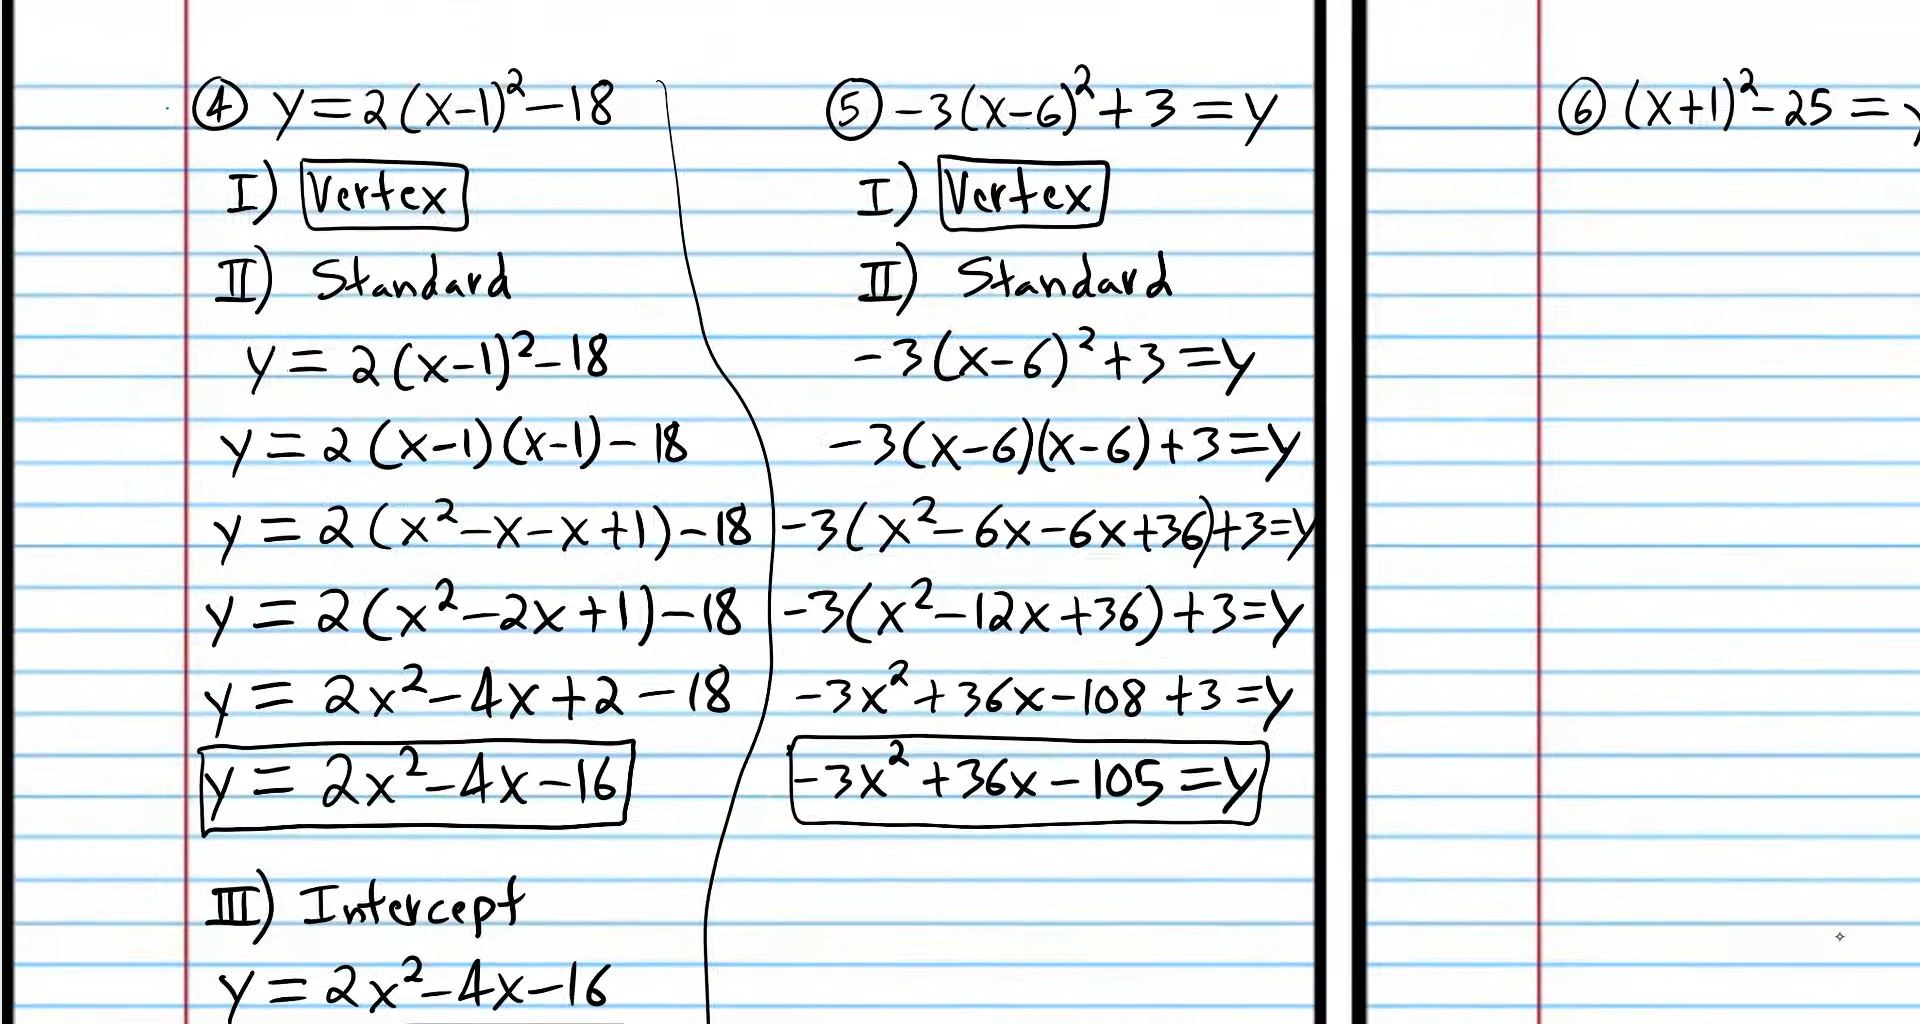 ④ y = 2(x-1)² - 18
I) Vertex
II) Standard
y = 2(x-1)² - 18
y = 2(x-1)(x-1) - 18
y = 2(x² - x - x + 1) - 18
y = 2(x² - 2x + 1) - 18
y = 2x² - 4x + 2 - 18
y = 2x² - 4x - 16
III) Intercept
y = 2x² - 4x - 16
⑤ -3(x-6)² + 3 = y
I) Vertex
II) Standard
-3(x-6)² + 3 = y
-3(x-6)(x-6) + 3 = y
-3(x² - 6x - 6x + 36) + 3 = y
-3(x² - 12x + 36) + 3 = y
-3x² + 36x - 108 + 3 = y
-3x² + 36x - 105 = y
⑥ (x+1)² - 25 = y